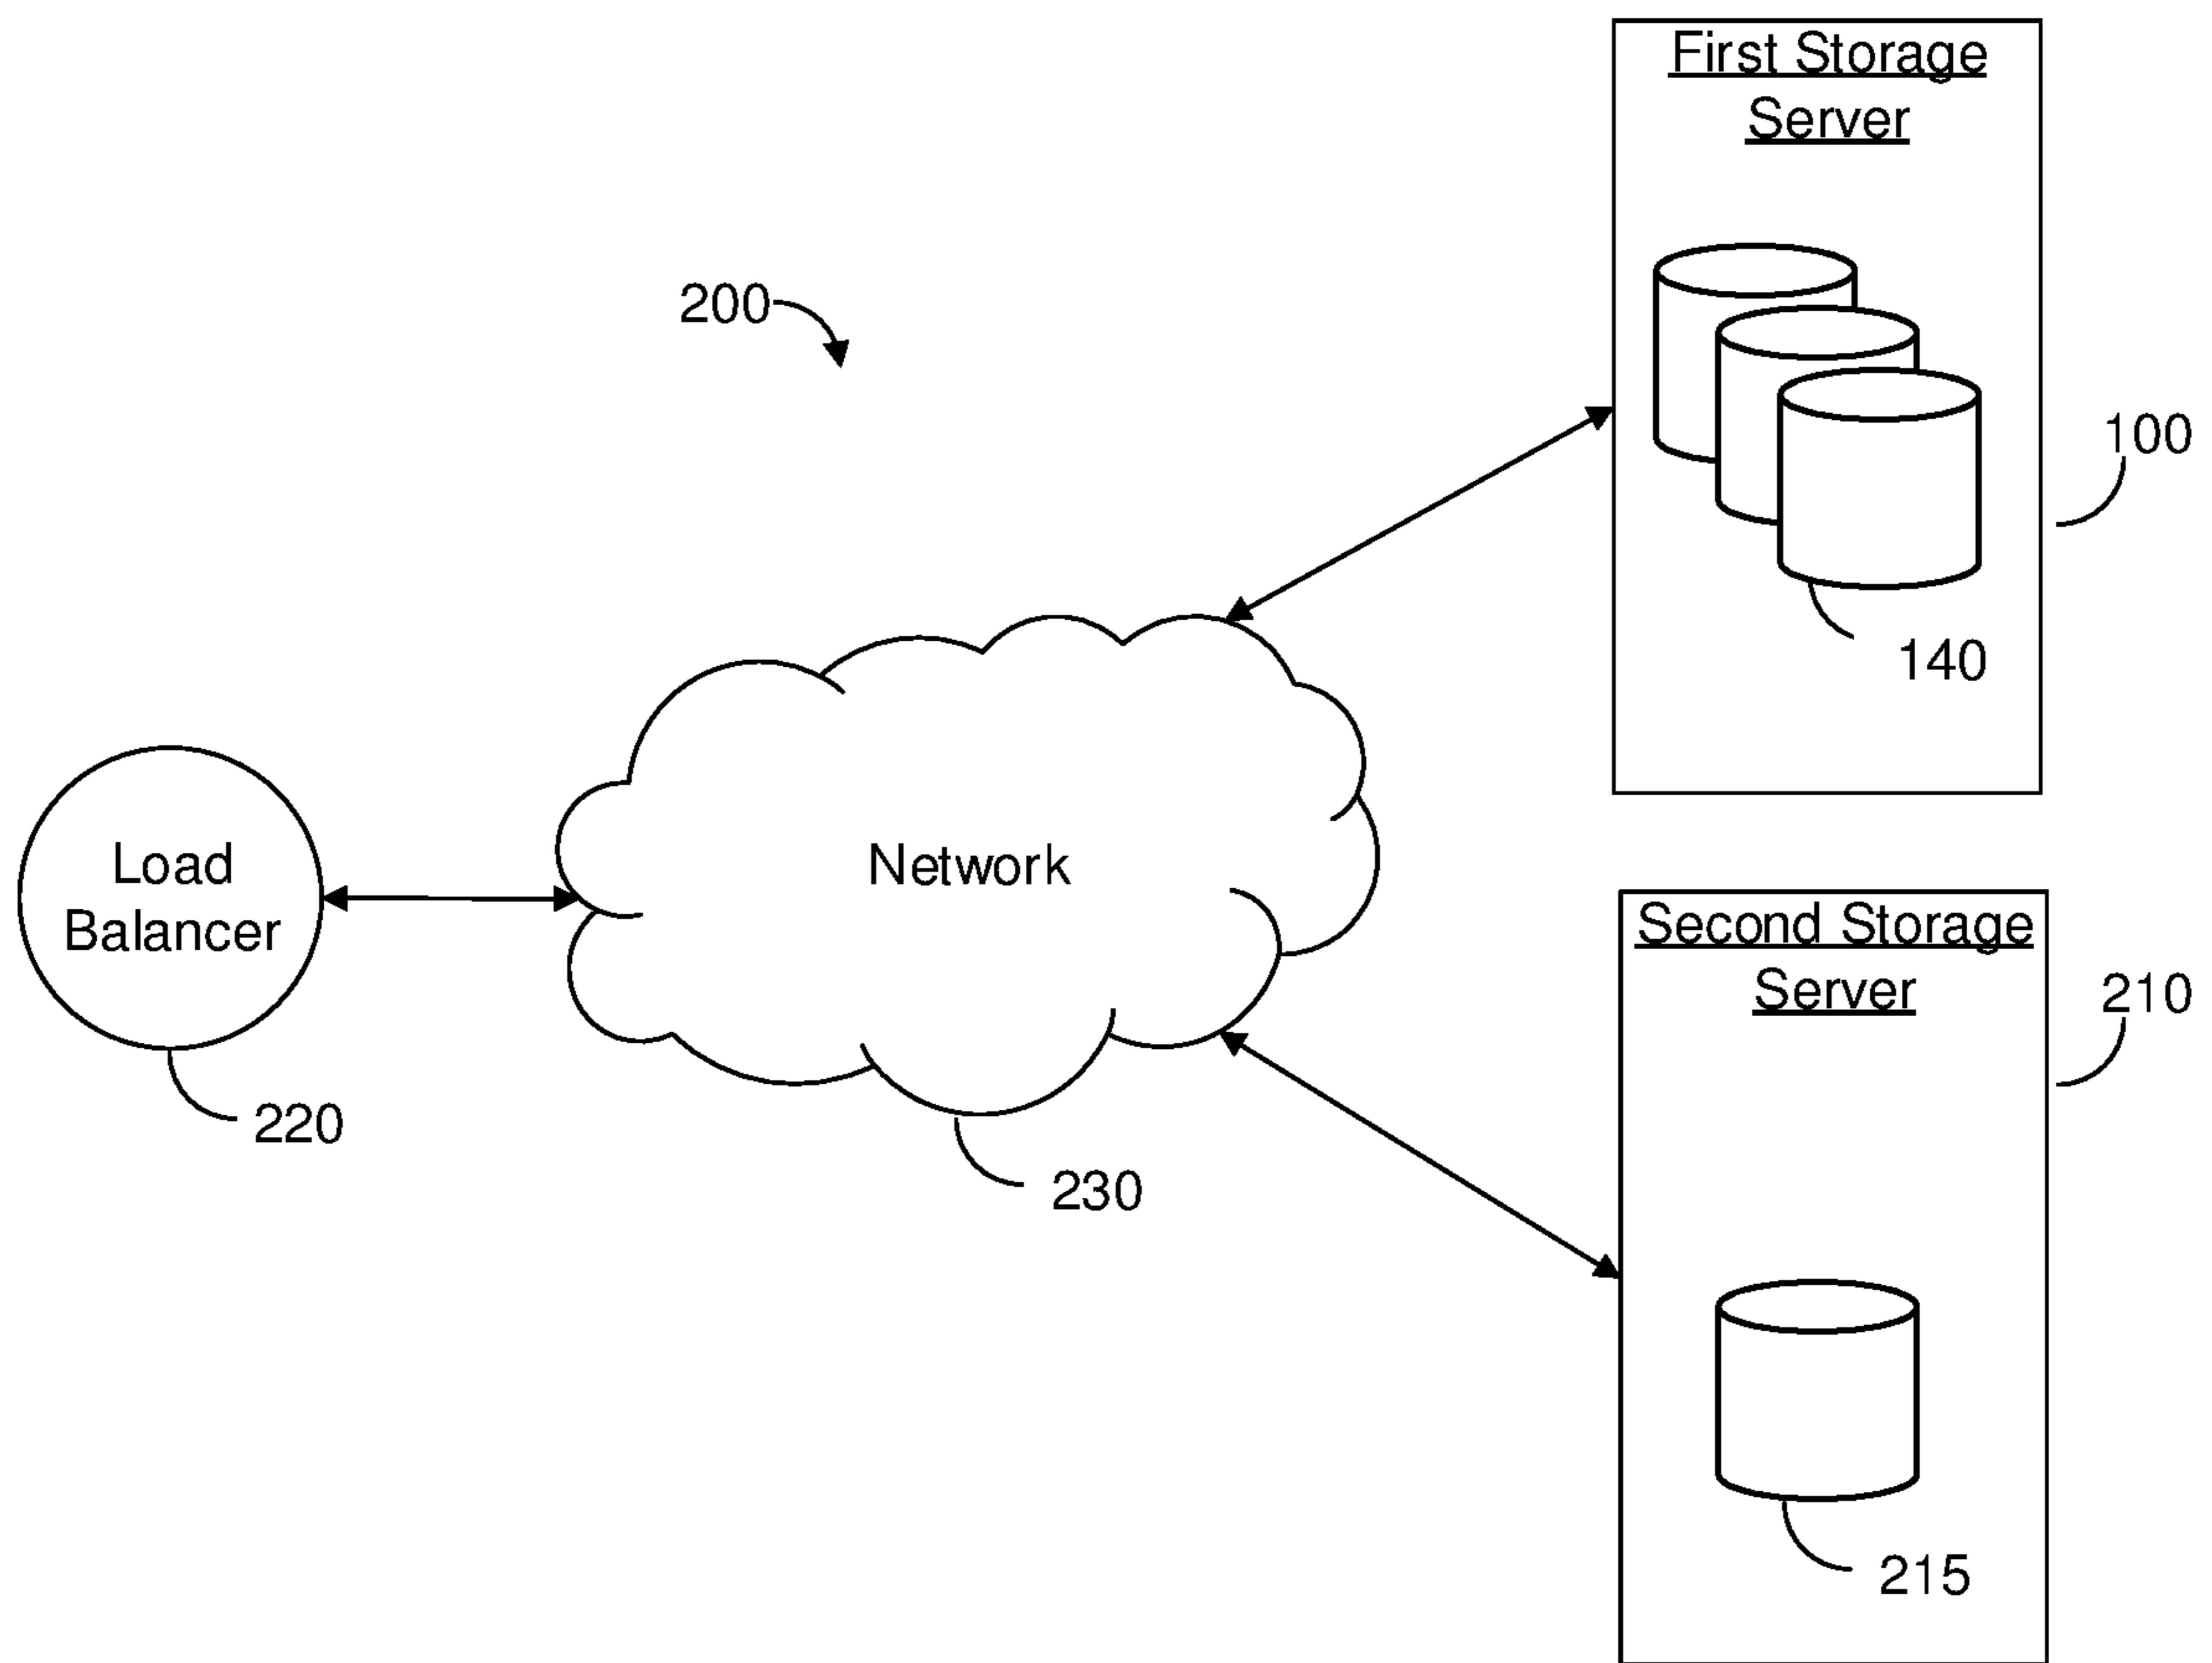 First Storage
Server
200
100
140
Load
Balancer
Network
Second Storage
Server
210
220
230
215